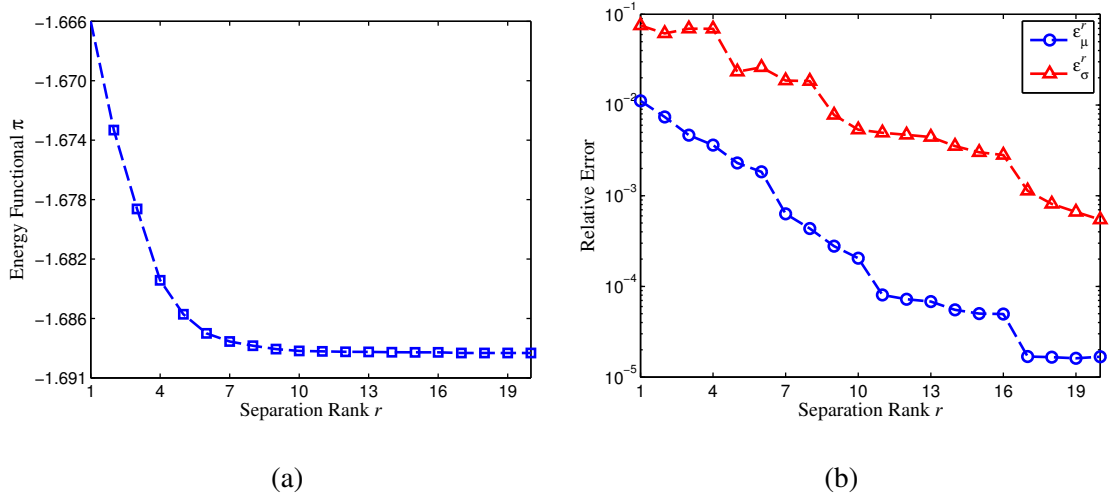 −1.666
−1.670
−1.674
−1.678
−1.682
−1.686
−1.691
Energy Functional π
1 4 7 10 13 16 19
Separation Rank r
(a)
10⁻¹
10⁻²
10⁻³
10⁻⁴
10⁻⁵
Relative Error
ε^r_μ
ε^r_σ
1 4 7 10 13 16 19
Separation Rank r
(b)